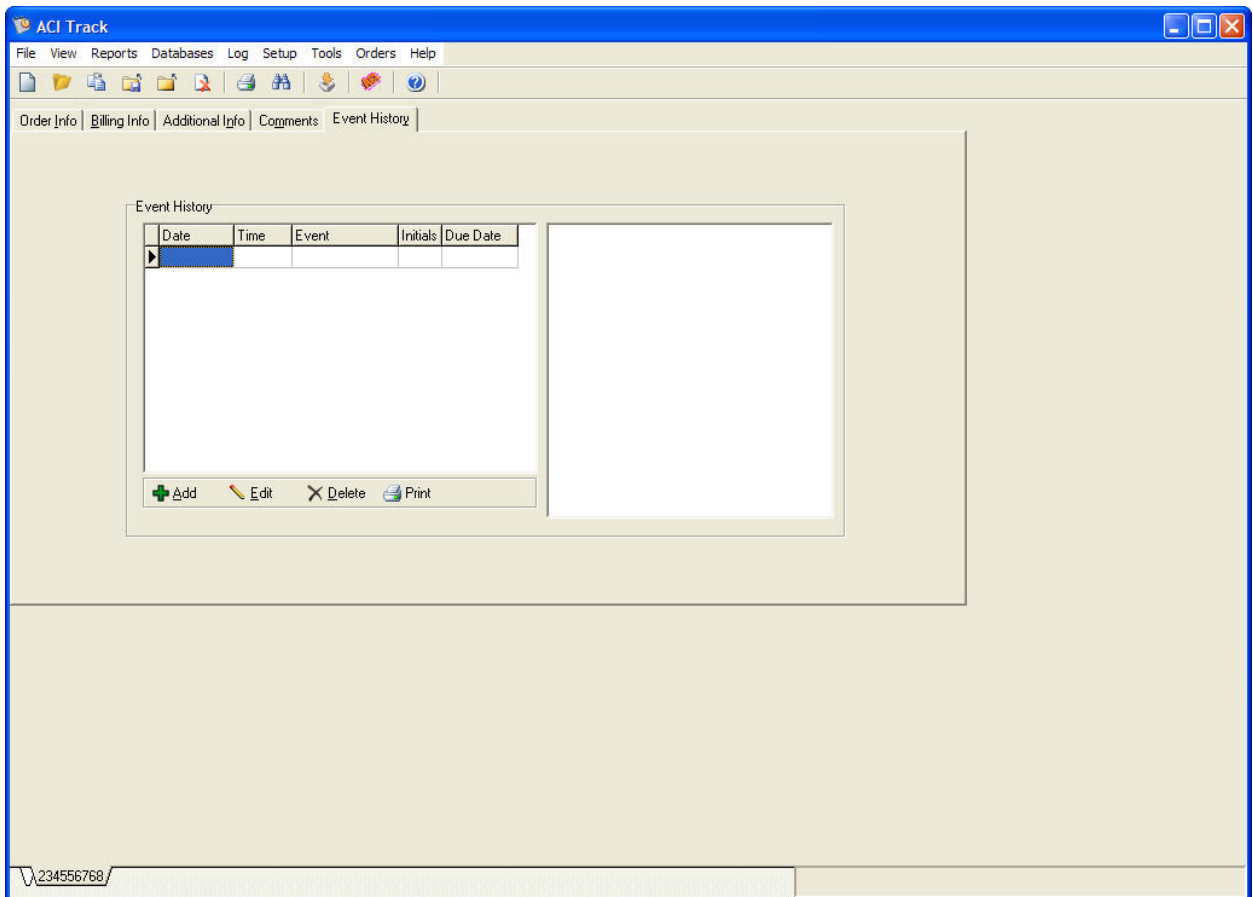 ACI Track
File View Reports Databases Log Setup Tools Orders Help
Order Info Billing Info Additional Info Comments Event History
Event History
Date Time Event Initials Due Date
Add Edit Delete Print
234556768